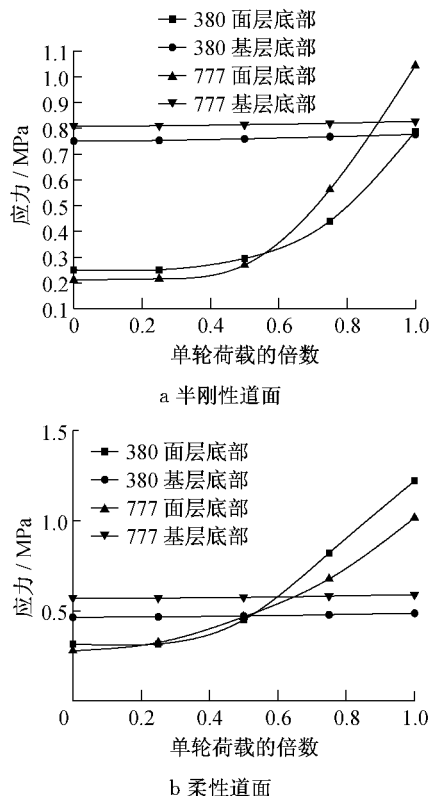 380 面层底部
380 基层底部
777 面层底部
777 基层底部
1.1
1.0
0.9
0.8
0.7
0.6
0.5
0.4
0.3
0.2
0.1
应力 / MPa
0 0.2 0.4 0.6 0.8 1.0
单轮荷载的倍数
a 半刚性道面
380 面层底部
380 基层底部
777 面层底部
777 基层底部
1.5
1.0
0.5
应力 / MPa
0 0.2 0.4 0.6 0.8 1.0
单轮荷载的倍数
b 柔性道面